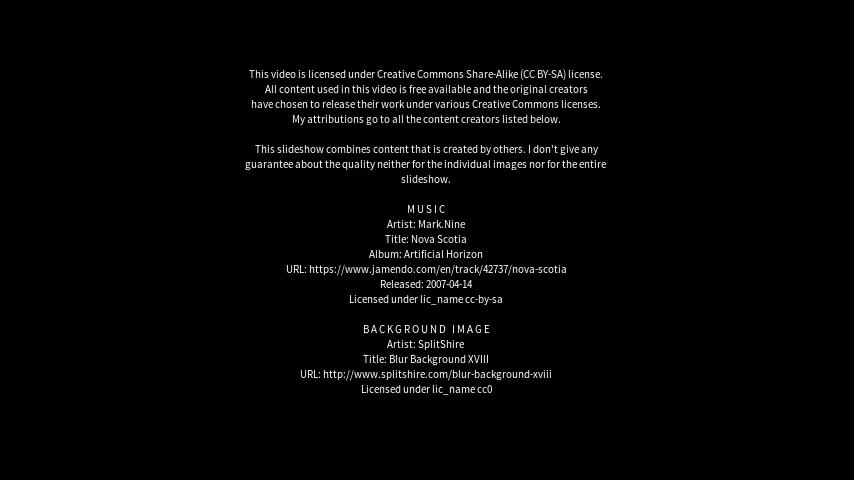 This video is licensed under Creative Commons Share-Alike (CC BY-SA) license.
All content used in this video is free available and the original creators
have chosen to release their work under various Creative Commons licenses.
My attributions go to all the content creators listed below.
This slideshow combines content that is created by others. I don't give any
guarantee about the quality neither for the individual images nor for the entire
slideshow.
MUSIC
Artist: Mark.Nine
Title: Nova Scotia
Album: Artificial Horizon
URL: https://www.jamendo.com/en/track/42737/nova-scotia
Released: 2007-04-14
Licensed under lic_name cc-by-sa
BACKGROUND IMAGE
Artist: SplitShire
Title: Blur Background XVIII
URL: http://www.splitshire.com/blur-background-xviii
Licensed under lic_name cc0